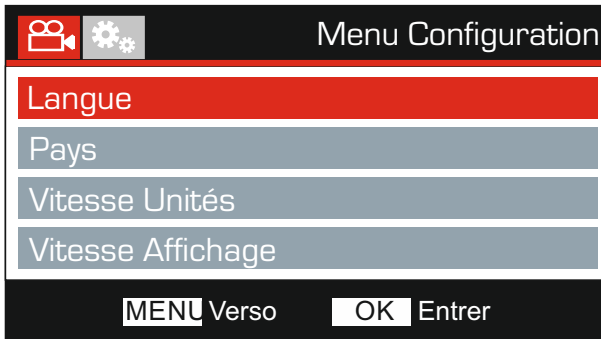 Menu Configuration
Langue
Pays
Vitesse Unités
Vitesse Affichage
MENU Verso OK Entrer